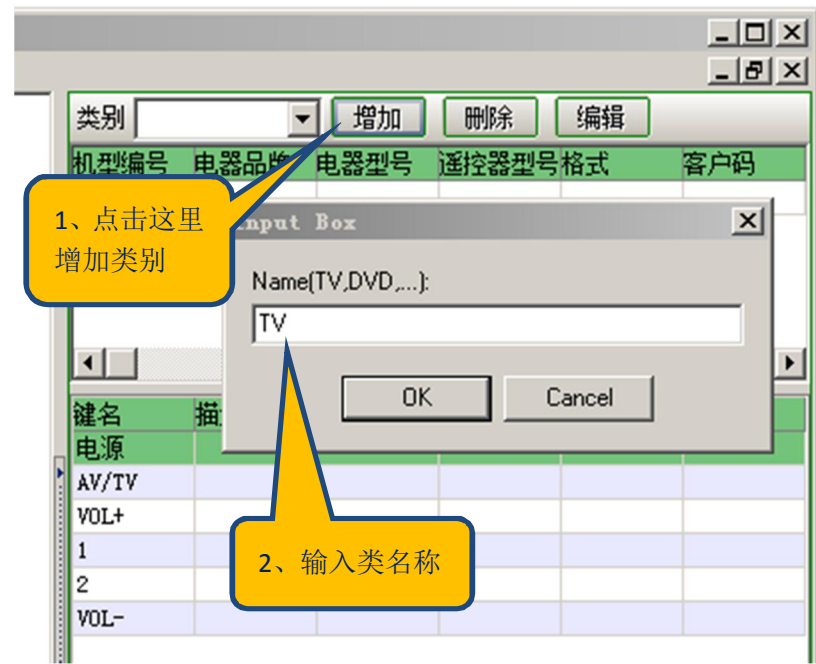 类别
增加
删除
编辑
机型编号 电器品牌 电器型号 遥控器型号 格式 客户码
1、点击这里
增加类别
Input Box
Name(TV,DVD,...):
TV
OK
Cancel
键名
电源
AV/TV
VOL+
1
2
VOL-
2、输入类名称